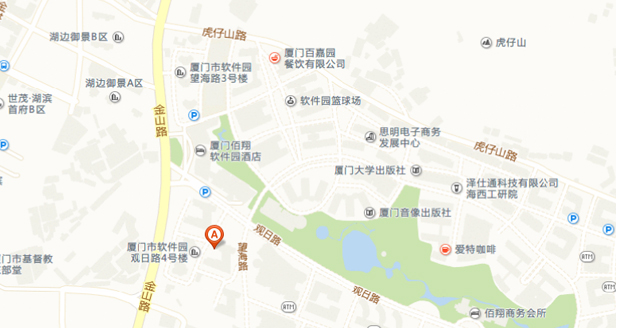 虎仔山路
湖边御景B区
虎仔山
厦门百嘉园
餐饮有限公司
厦门市软件园
望海路3号楼
湖边御景A区
世茂·湖滨
首府B区
软件园篮球场
金山路
思明电子商务
发展中心
厦门佰翔
软件园酒店
虎仔山路
厦门大学出版社
泽仕通科技有限公司
海西工研院
厦门音像出版社
观日路
A
厦门市软件园
观日路4号楼
望海路
爱特咖啡
厦门市基督教
金山路
观日路
佰翔商务会所
P
P
P
P
P
BRT
BRT
BRT